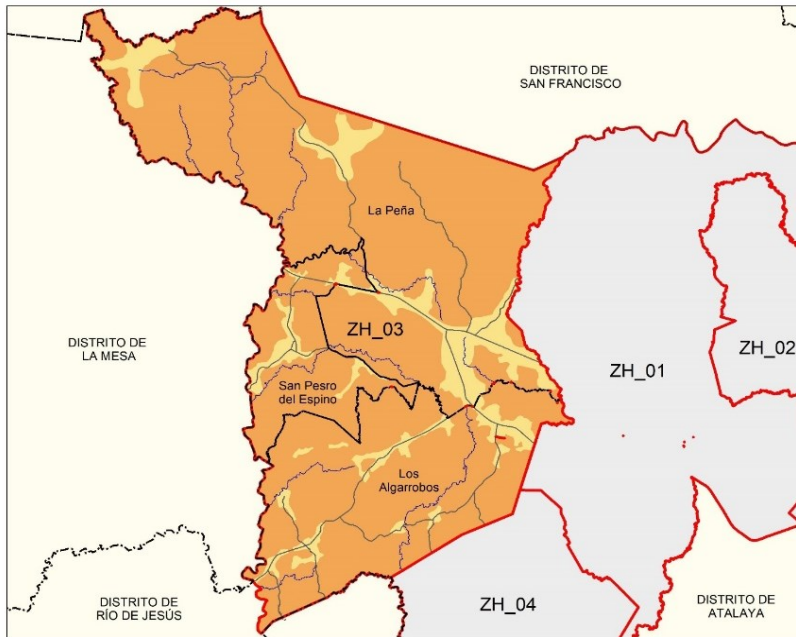 DISTRITO DE
SAN FRANCISCO
La Peña
ZH_03
DISTRITO DE
LA MESA
ZH_02
ZH_01
San Pesro
del Espino
Los
Algarrobos
DISTRITO DE
RÍO DE JESÚS
ZH_04
DISTRITO DE
ATALAYA